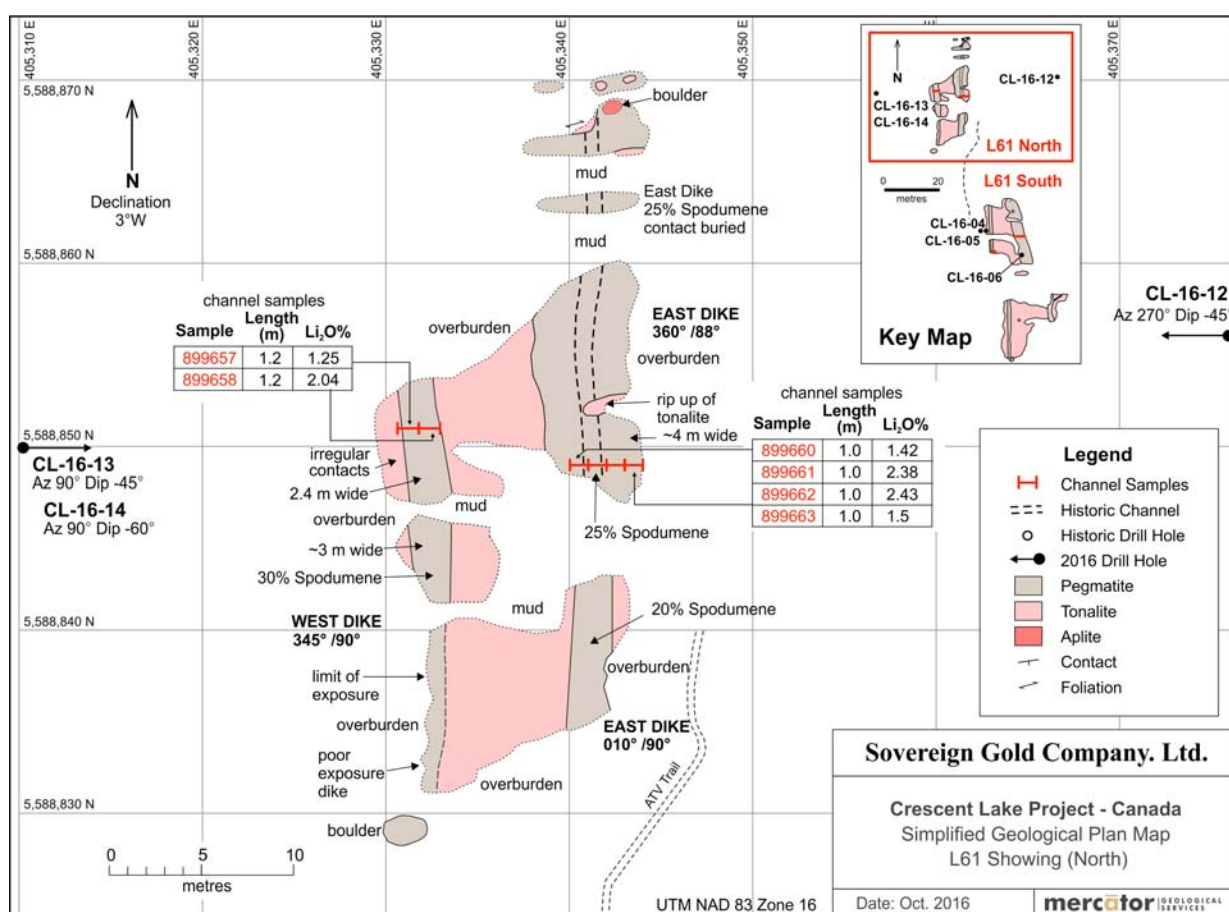 405,310 E
405,320 E
405,330 E
405,340 E
405,350 E
405,370 E
5,588,870 N
N
Declination
3°W
boulder
mud
East Dike
25% Spodumene
contact buried
mud
5,588,860 N
N
CL-16-12
CL-16-13
CL-16-14
L61 North
0 20
metres
L61 South
CL-16-04
CL-16-05
CL-16-06
Key Map
channel samples
Sample Length (m) Li₂O%
899657 1.2 1.25
899658 1.2 2.04
overburden
EAST DIKE
360° /88°
overburden
CL-16-12
Az 270° Dip -45°
rip up of
tonalite
~4 m wide
channel samples
Sample Length (m) Li₂O%
899660 1.0 1.42
899661 1.0 2.38
899662 1.0 2.43
899663 1.0 1.5
5,588,850 N
CL-16-13
Az 90° Dip -45°
CL-16-14
Az 90° Dip -60°
irregular
contacts
2.4 m wide
mud
overburden
25% Spodumene
~3 m wide
30% Spodumene
mud
20% Spodumene
5,588,840 N
WEST DIKE
345° /90°
limit of
exposure
overburden
overburden
EAST DIKE
010° /90°
poor
exposure
dike
overburden
ATV Trail
5,588,830 N
boulder
0 5 10
metres
UTM NAD 83 Zone 16
Legend
Channel Samples
Historic Channel
Historic Drill Hole
2016 Drill Hole
Pegmatite
Tonalite
Aplite
Contact
Foliation
Sovereign Gold Company. Ltd.
Crescent Lake Project - Canada
Simplified Geological Plan Map
L61 Showing (North)
Date: Oct. 2016
mercator GEOLOGICAL
SERVICES